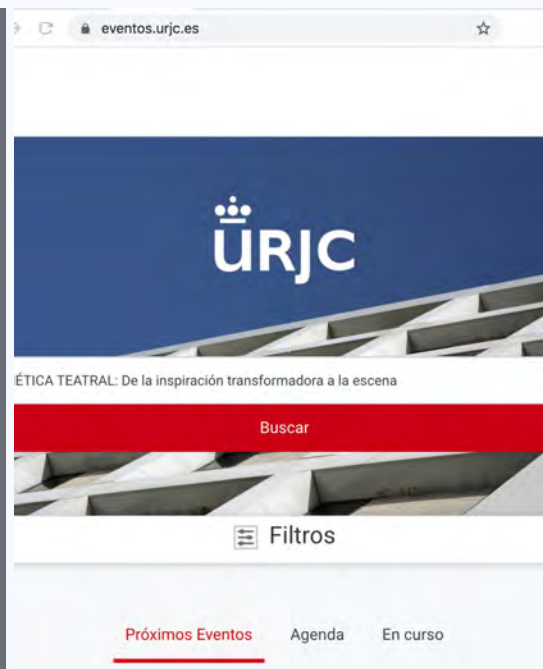 eventos.urjc.es
URJC
ÉTICA TEATRAL: De la inspiración transformadora a la escena
Buscar
Filtros
Próximos Eventos Agenda En curso